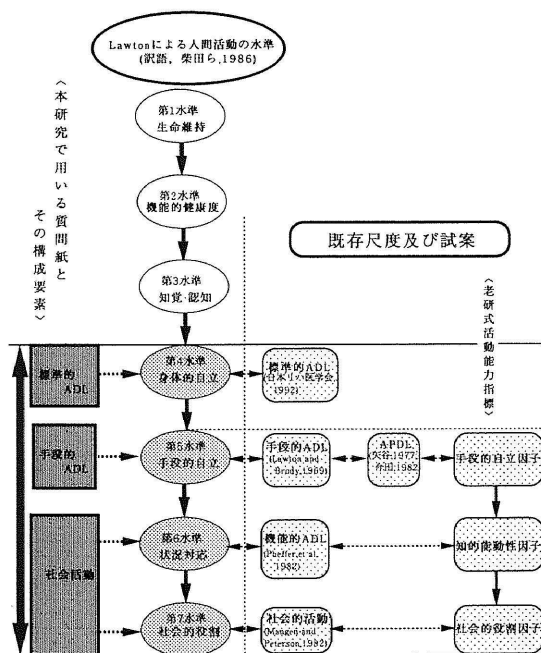 Lawtonによる人間活動の水準
(訳語, 柴田ら,1986)
〈本研究で用いる質問紙と
その構成要素〉
第1水準
生命維持
第2水準
機能的健康度
第3水準
知覚・認知
既存尺度及び試案
〈老研式活動能力指標〉
標準的
ADL
第4水準
身体的自立
標準的ADL
(日本リハ医学会,
1992)
手段的
ADL
第5水準
手段的自立
手段的ADL
(Lawton and
Brody,1969)
APDL
1982
手段的自立因子
社会活動
第6水準
状況対応
機能的ADL
(Pfeffer,et al.
1982)
知的能動性因子
第7水準
社会的役割
社会的活動
(Mangen and
Peterson,1982)
社会的役割因子